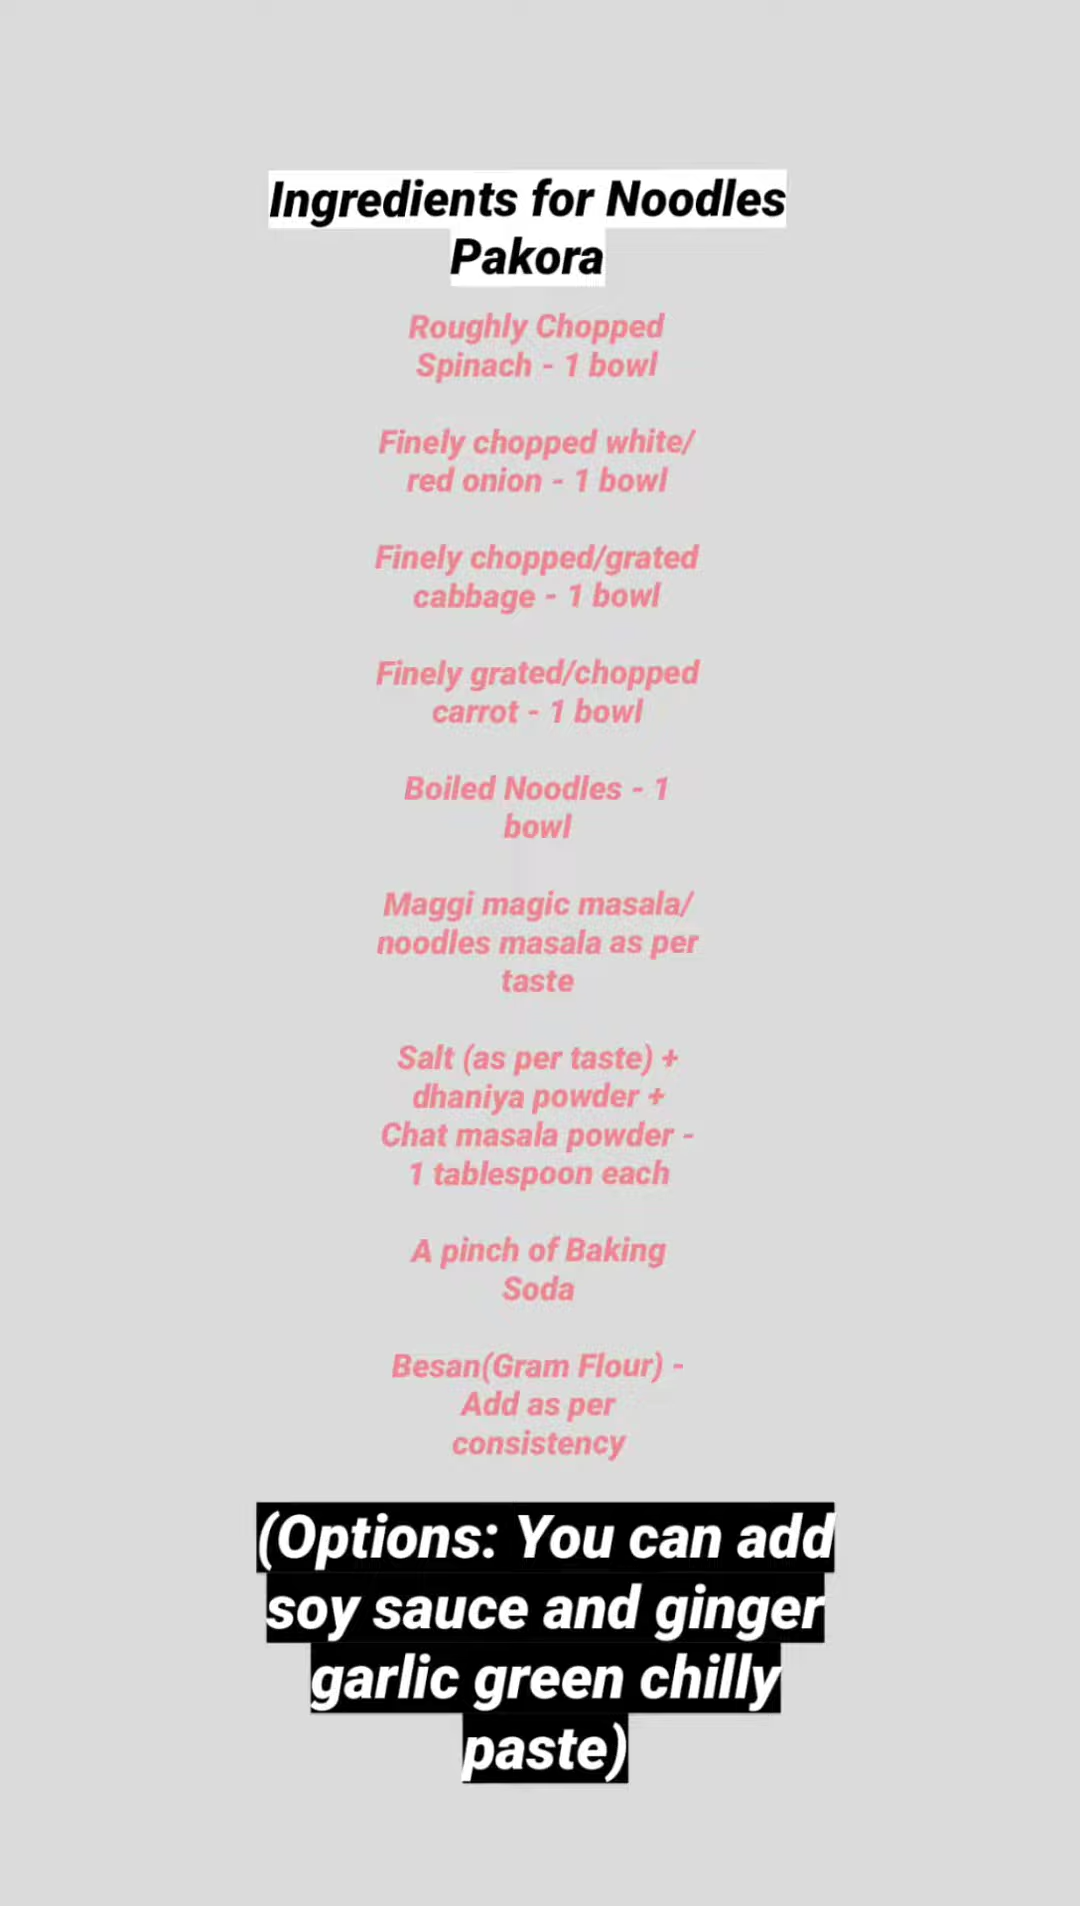 Ingredients for Noodles
Pakora
Roughly Chopped
Spinach - 1 bowl
Finely chopped white/
red onion - 1 bowl
Finely chopped/grated
cabbage - 1 bowl
Finely grated/chopped
carrot - 1 bowl
Boiled Noodles - 1
bowl
Maggi magic masala/
noodles masala as per
taste
Salt (as per taste) +
dhaniya powder +
Chat masala powder -
1 tablespoon each
A pinch of Baking
Soda
Besan(Gram Flour) -
Add as per
consistency
(Options: You can add
soy sauce and ginger
garlic green chilly
paste)